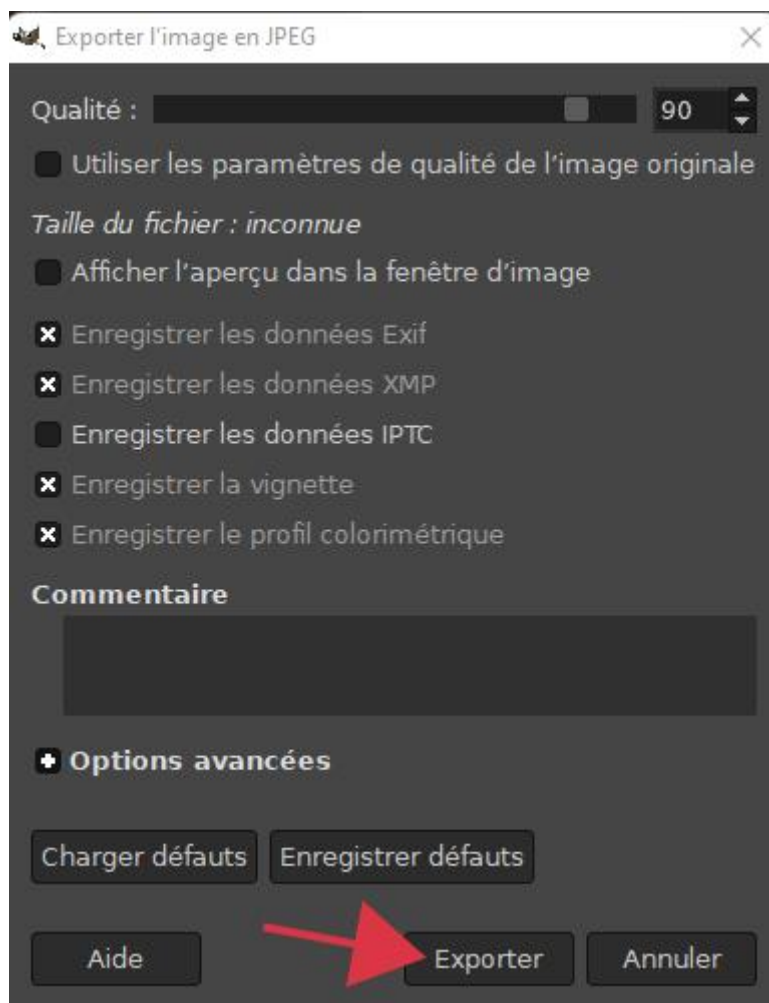 Exporter l'image en JPEG
Qualité : 90
Utiliser les paramètres de qualité de l’image originale
Taille du fichier : inconnue
Afficher l’aperçu dans la fenêtre d’image
Enregistrer les données Exif
Enregistrer les données XMP
Enregistrer les données IPTC
Enregistrer la vignette
Enregistrer le profil colorimétrique
Commentaire
Options avancées
Charger défauts Enregistrer défauts
Aide Exporter Annuler